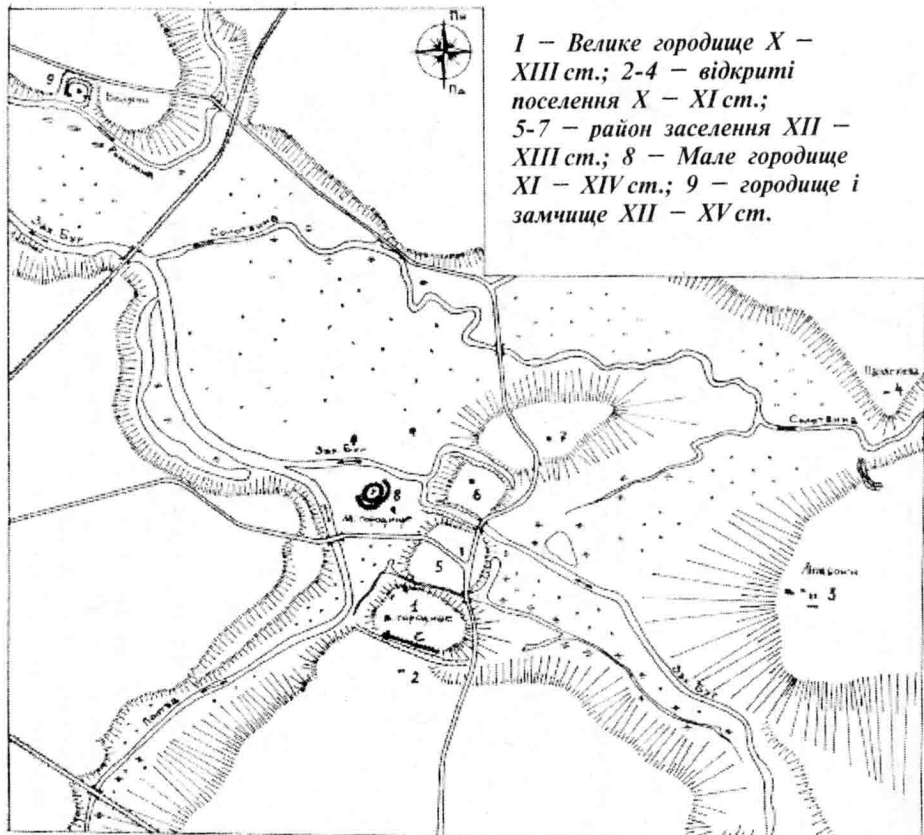 1 – Велике городище X –
XIII ст.; 2-4 – відкриті
поселення X – XI ст.;
5-7 – район заселення XII –
XIII ст.; 8 – Мале городище
XI – XIV ст.; 9 – городище і
замчище XII – XV ст.
Пн
Пд
9
Зах. Буг
Солотвина
4
Солотвина
7
Зах. Буг
6
8
М. городище
5
3
1
В. городище
2
Зах. Буг
Полтва